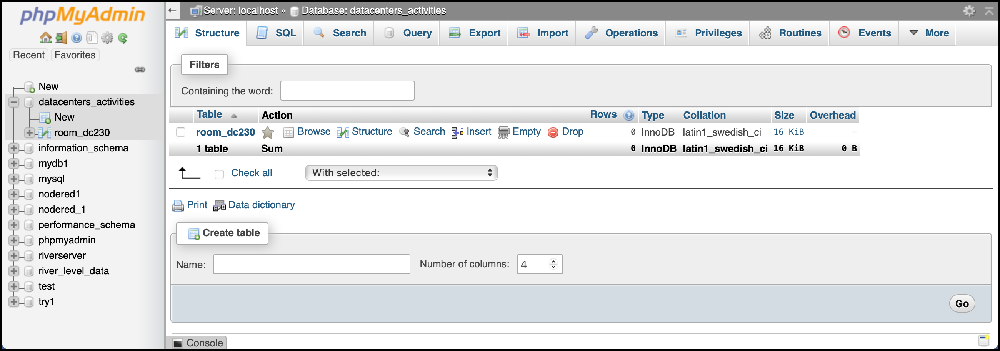 phpMyAdmin
Recent Favorites
New
datacenters_activities
New
room_dc230
information_schema
mydb1
mysql
nodered1
nodered_1
performance_schema
phpmyadmin
riverserver
river_level_data
test
try1
Server: localhost » Database: datacenters_activities
Structure SQL Search Query Export Import Operations Privileges Routines Events More
Filters
Containing the word:
Table Action Rows Type Collation Size Overhead
room_dc230 Browse Structure Search Insert Empty Drop 0 InnoDB latin1_swedish_ci 16 KiB –
1 table Sum 0 InnoDB latin1_swedish_ci 16 KiB 0 B
Check all With selected:
Print Data dictionary
Create table
Name: Number of columns: 4
Go
Console